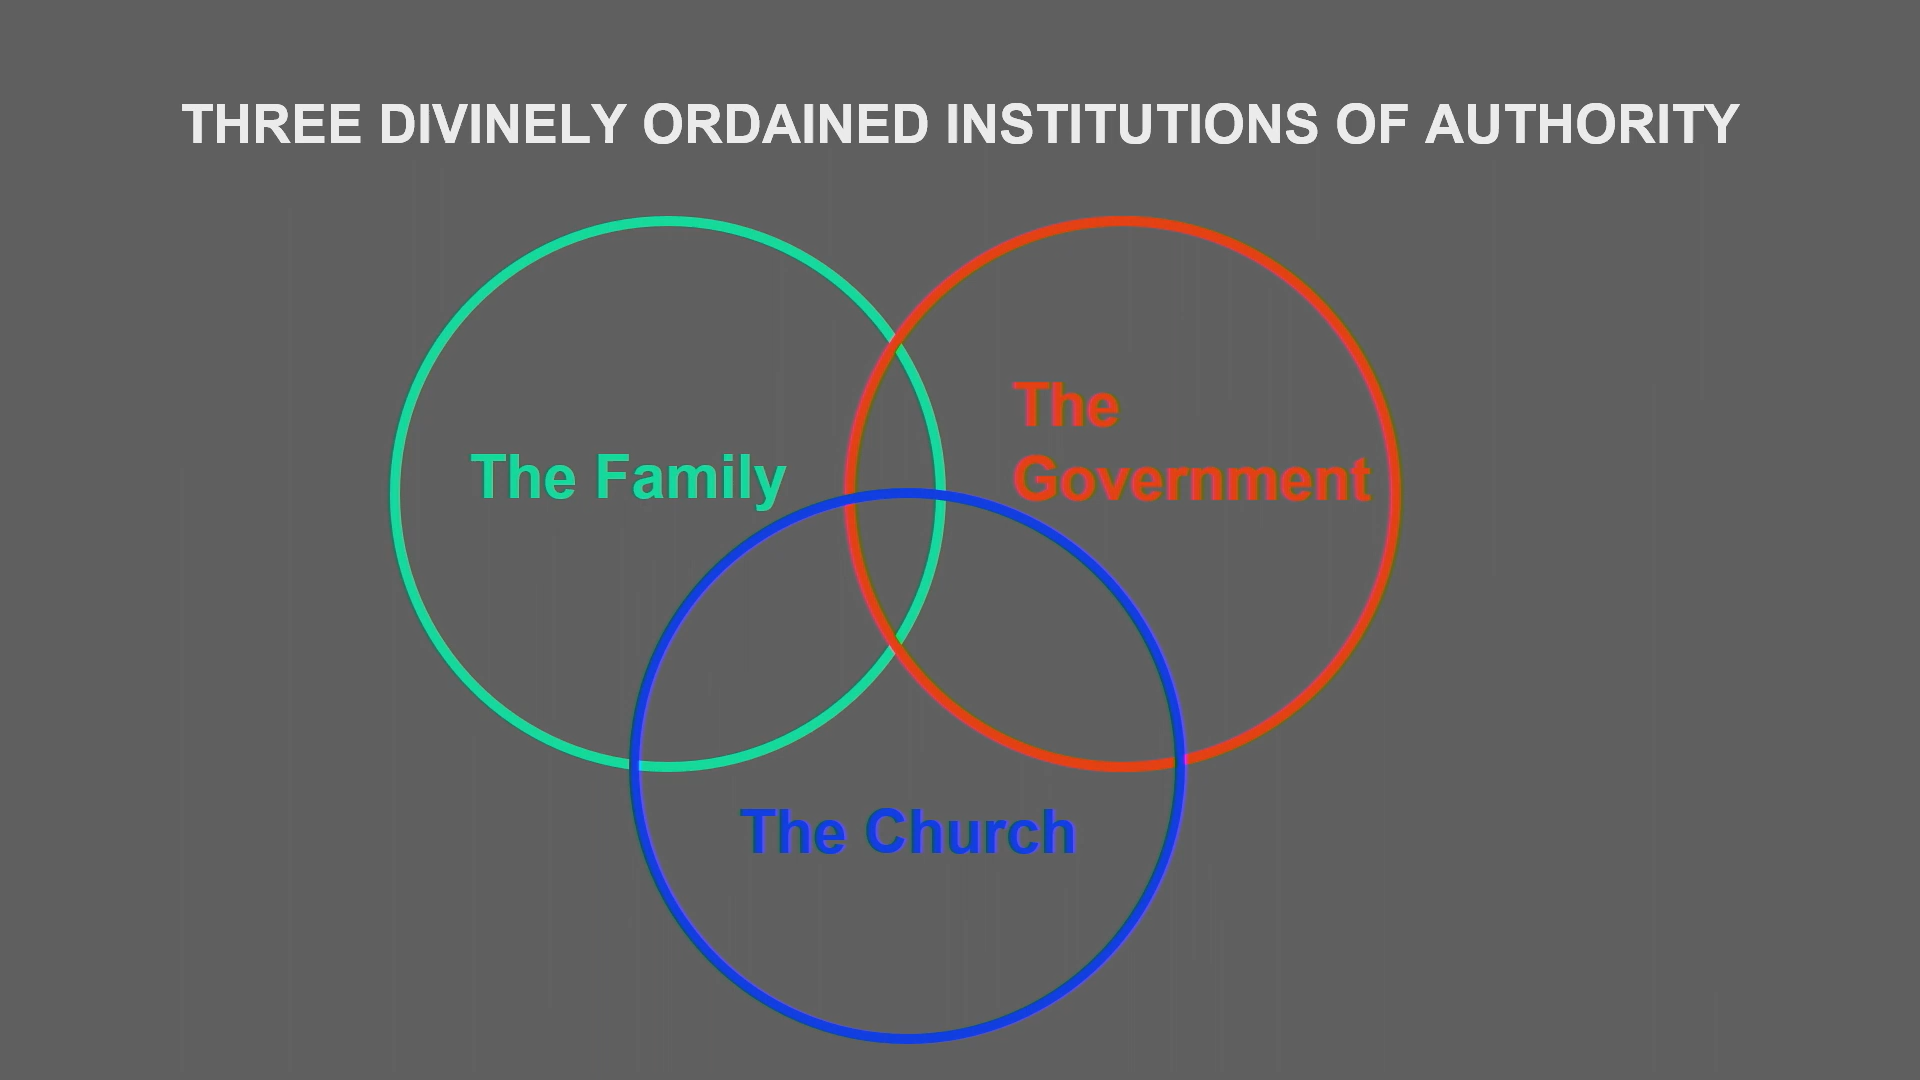 THREE DIVINELY ORDAINED INSTITUTIONS OF AUTHORITY
The Family
The
Government
The Church